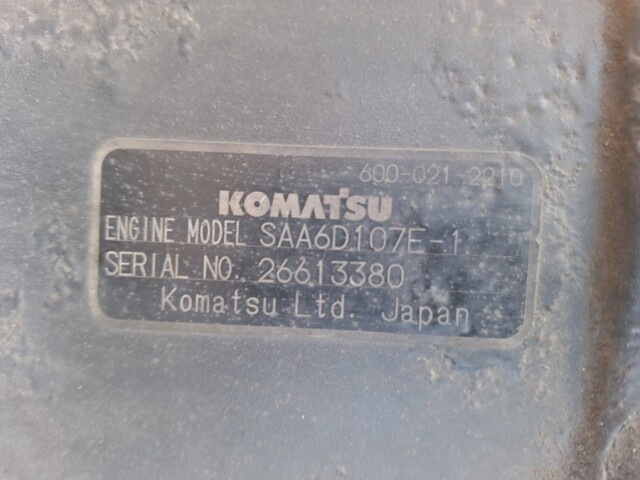 600-021-2210
KOMATSU
ENGINE MODEL SAA6D107E-1
SERIAL NO. 26613380
Komatsu Ltd. Japan